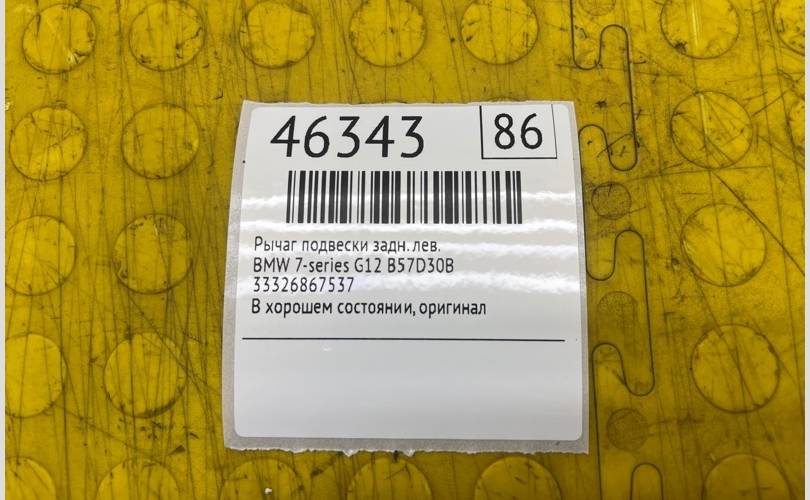 46343
86
Рычаг подвески задн. лев.
BMW 7-series G12 B57D30B
33326867537
В хорошем состоянии, оригинал